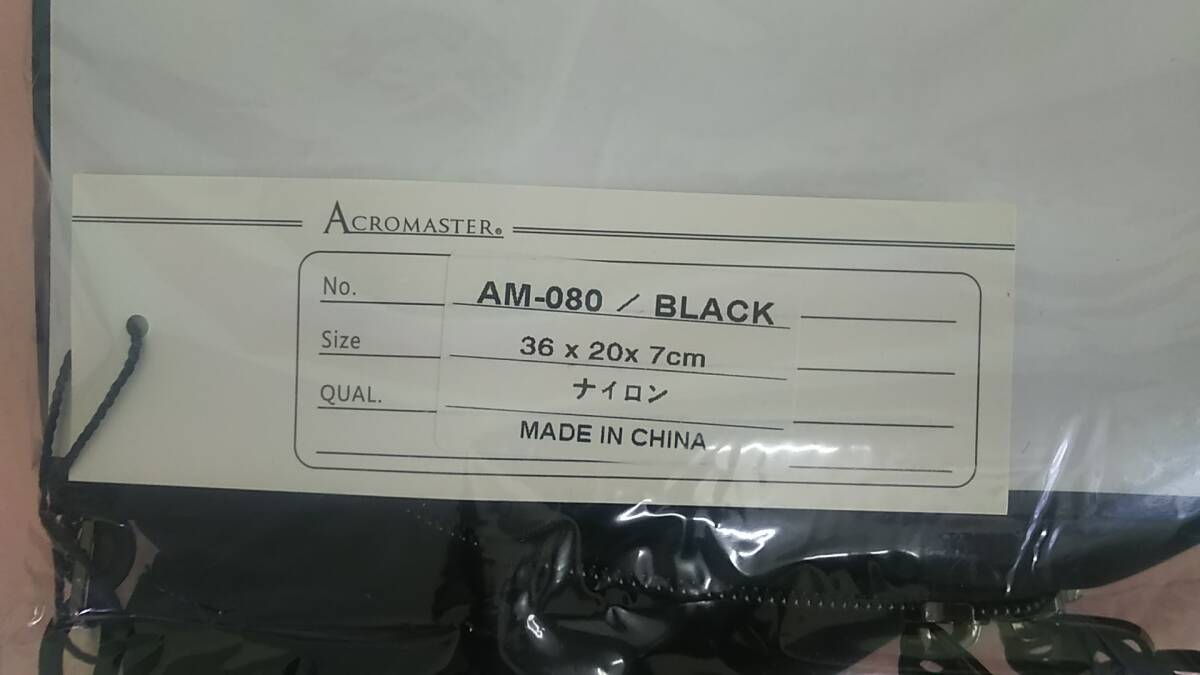 ACROMASTER®
No. AM-080 / BLACK
Size 36 x 20x 7cm
QUAL. ナイロン
MADE IN CHINA